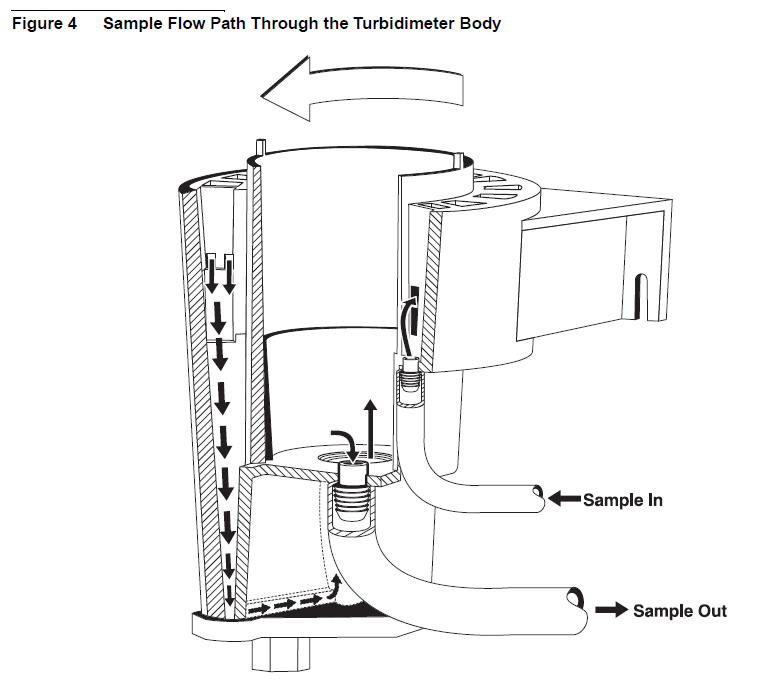 Figure 4 Sample Flow Path Through the Turbidimeter Body
Sample In
Sample Out